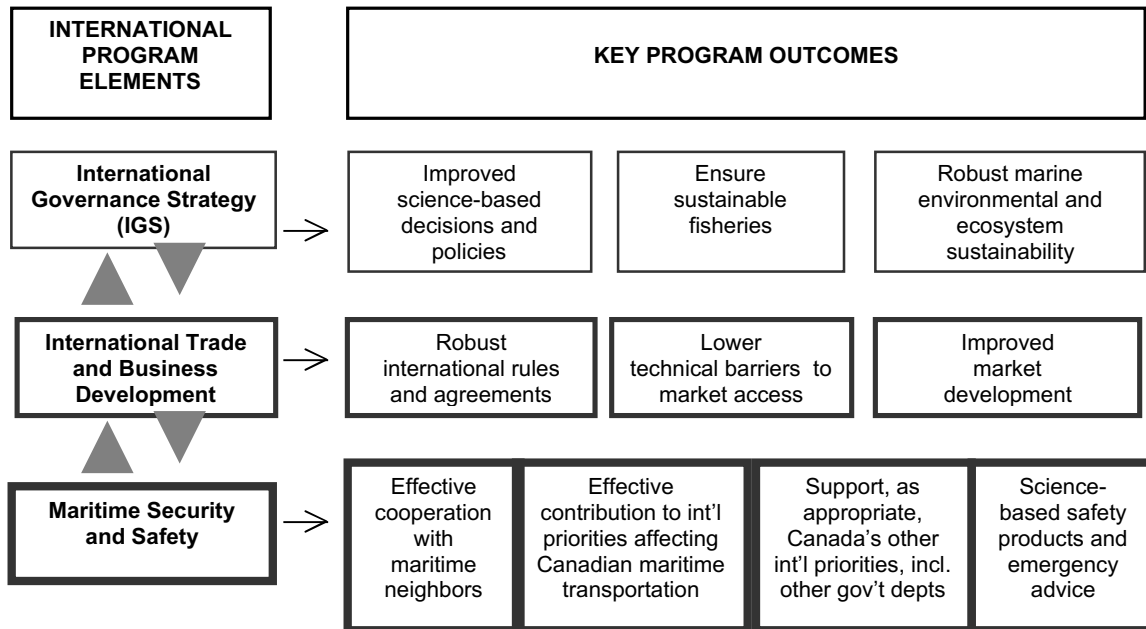 INTERNATIONAL
PROGRAM
ELEMENTS
KEY PROGRAM OUTCOMES
International
Governance Strategy
(IGS)
Improved
science-based
decisions and
policies
Ensure
sustainable
fisheries
Robust marine
environmental and
ecosystem
sustainability
International Trade
and Business
Development
Robust
international rules
and agreements
Lower
technical barriers to
market access
Improved
market
development
Maritime Security
and Safety
Effective
cooperation
with
maritime
neighbors
Effective
contribution to int'l
priorities affecting
Canadian maritime
transportation
Support, as
appropriate,
Canada's other
int'l priorities, incl.
other gov't depts
Science-
based safety
products and
emergency
advice